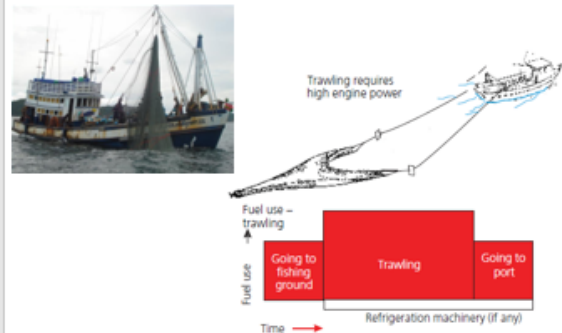 Trawling requires
high engine power
Fuel use –
trawling
Fuel use
Going to
fishing
ground
Trawling
Going to
port
Refrigeration machinery (if any)
Time